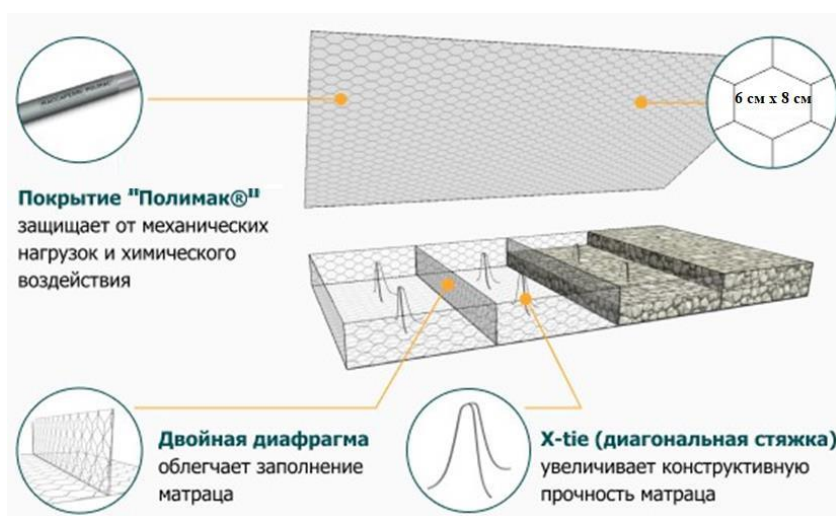 6 см х 8 см
Покрытие "Полимак®"
защищает от механических
нагрузок и химического
воздействия
Двойная диафрагма
облегчает заполнение
матраца
X-tie (диагональная стяжка)
увеличивает конструктивную
прочность матраца